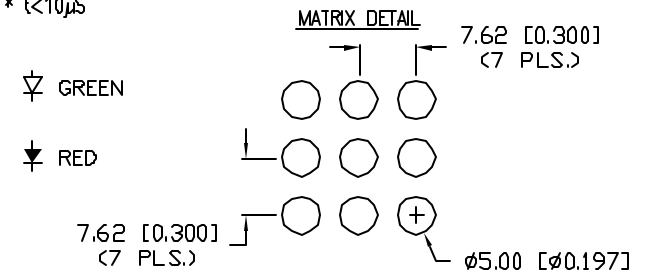 * t<10µS
MATRIX DETAIL
7.62 [0.300]
(7 PLS.)
GREEN
RED
7.62 [0.300]
(7 PLS.)
ø5.00 [ø0.197]